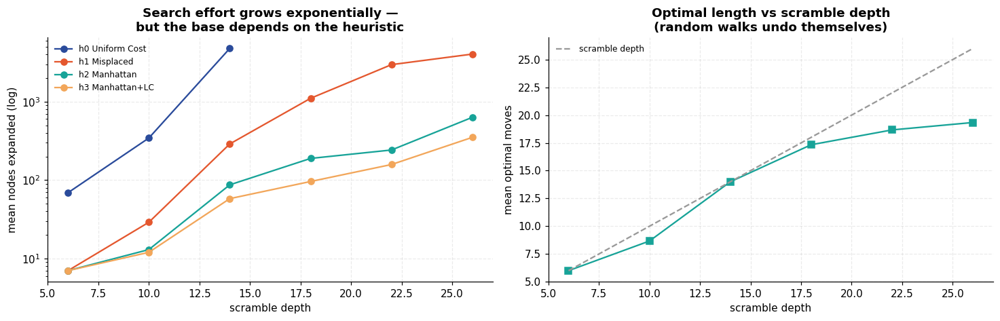 Search effort grows exponentially —
but the base depends on the heuristic
h0 Uniform Cost
h1 Misplaced
h2 Manhattan
h3 Manhattan+LC
mean nodes expanded (log)
10³
10²
10¹
5.0 7.5 10.0 12.5 15.0 17.5 20.0 22.5 25.0
scramble depth
Optimal length vs scramble depth
(random walks undo themselves)
scramble depth
mean optimal moves
25.0
22.5
20.0
17.5
15.0
12.5
10.0
7.5
5.0
5.0 7.5 10.0 12.5 15.0 17.5 20.0 22.5 25.0
scramble depth